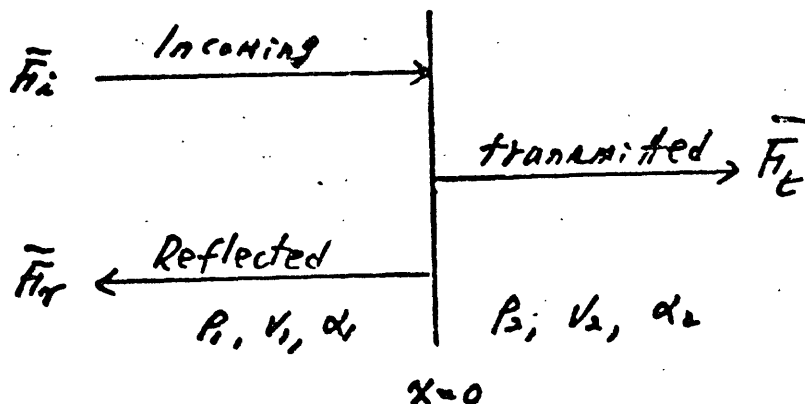 Incoming
A̅ᵢ
transmitted
A̅ₜ
Reflected
A̅ᵣ
ρ₁, V₁, α₁
ρ₂; V₂, α₂
x=0